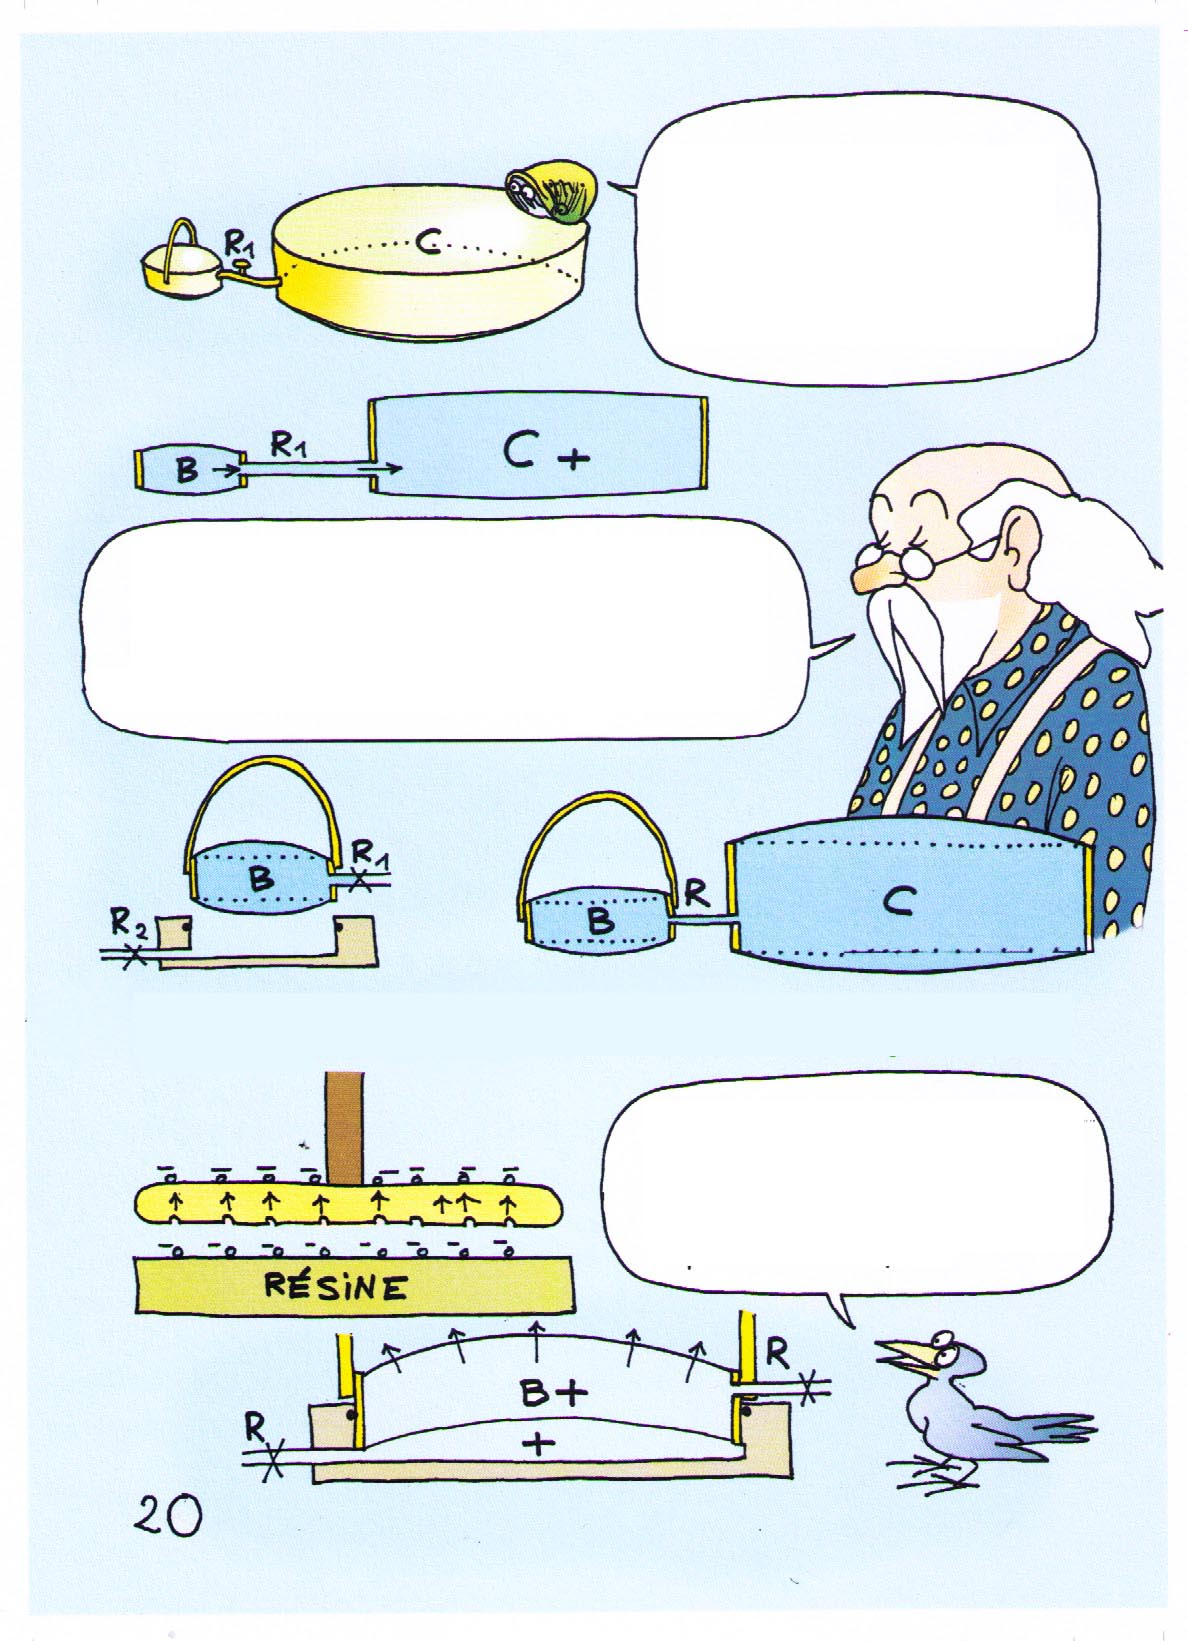 R1
C
B
R1
C +
B
R1
R2
B
R
C
- - - - - - - -
- - - - - - - -
RÉSiNE
R
B+
R
+
20